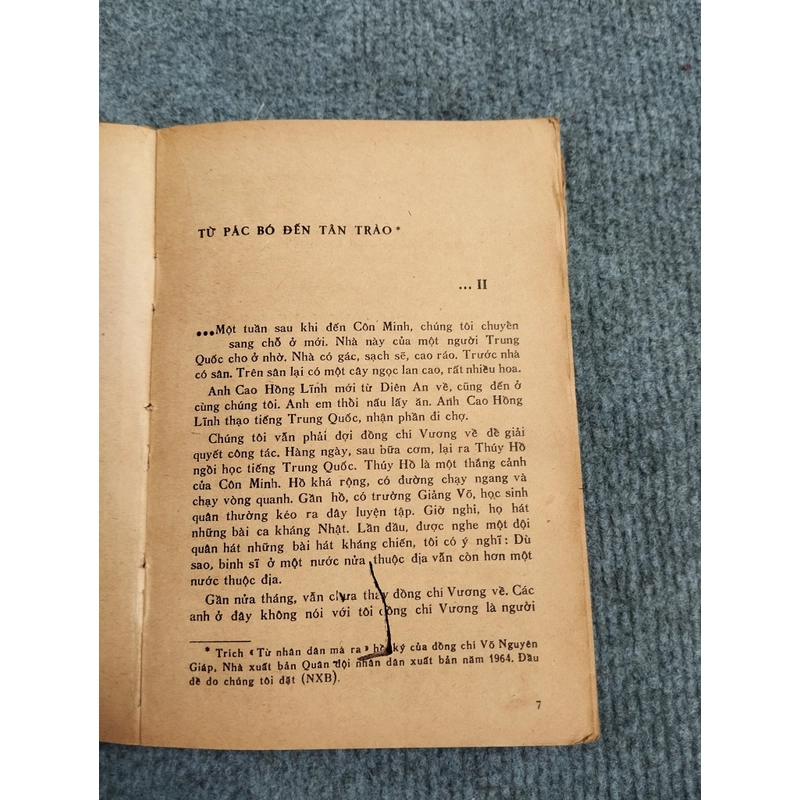 TỪ PÁC BÓ ĐẾN TÂN TRÀO *
... II
...Một tuần sau khi đến Côn Minh, chúng tôi chuyển
sang chỗ ở mới. Nhà này của một người Trung
Quốc cho ở nhờ. Nhà có gác, sạch sẽ, cao ráo. Trước nhà
có sân. Trên sân lại có một cây ngọc lan cao, rất nhiều hoa.
Anh Cao Hồng Lĩnh mới từ Diên An về, cũng đến ở
cùng chúng tôi. Anh em thổi nấu lấy ăn. Anh Cao Hồng
Lĩnh thạo tiếng Trung Quốc, nhận phần đi chợ.
Chúng tôi vẫn phải đợi đồng chí Vương về để giải
quyết công tác. Hàng ngày, sau bữa cơm, lại ra Thúy Hồ
ngồi học tiếng Trung Quốc. Thúy Hồ là một thắng cảnh
của Côn Minh. Hồ khá rộng, có đường chạy ngang và
chạy vòng quanh. Gần hồ, có trường Giảng Võ, học sinh
quân thường kéo ra đây luyện tập. Giờ nghỉ, họ hát
những bài ca kháng Nhật. Lần đầu, được nghe một đội
quân hát những bài hát kháng chiến, tôi có ý nghĩ : Dù
sao, binh sĩ ở một nước nửa thuộc địa vẫn còn hơn một
nước thuộc địa.
Gần nửa tháng, vẫn chưa thấy đồng chí Vương về. Các
anh ở đây không nói với tôi đồng chí Vương là người
* Trích «Từ nhân dân mà ra» hồi ký của đồng chí Võ Nguyên
Giáp, Nhà xuất bản Quân đội nhân dân xuất bản năm 1964. Đầu
đề do chúng tôi đặt (NXB).
7